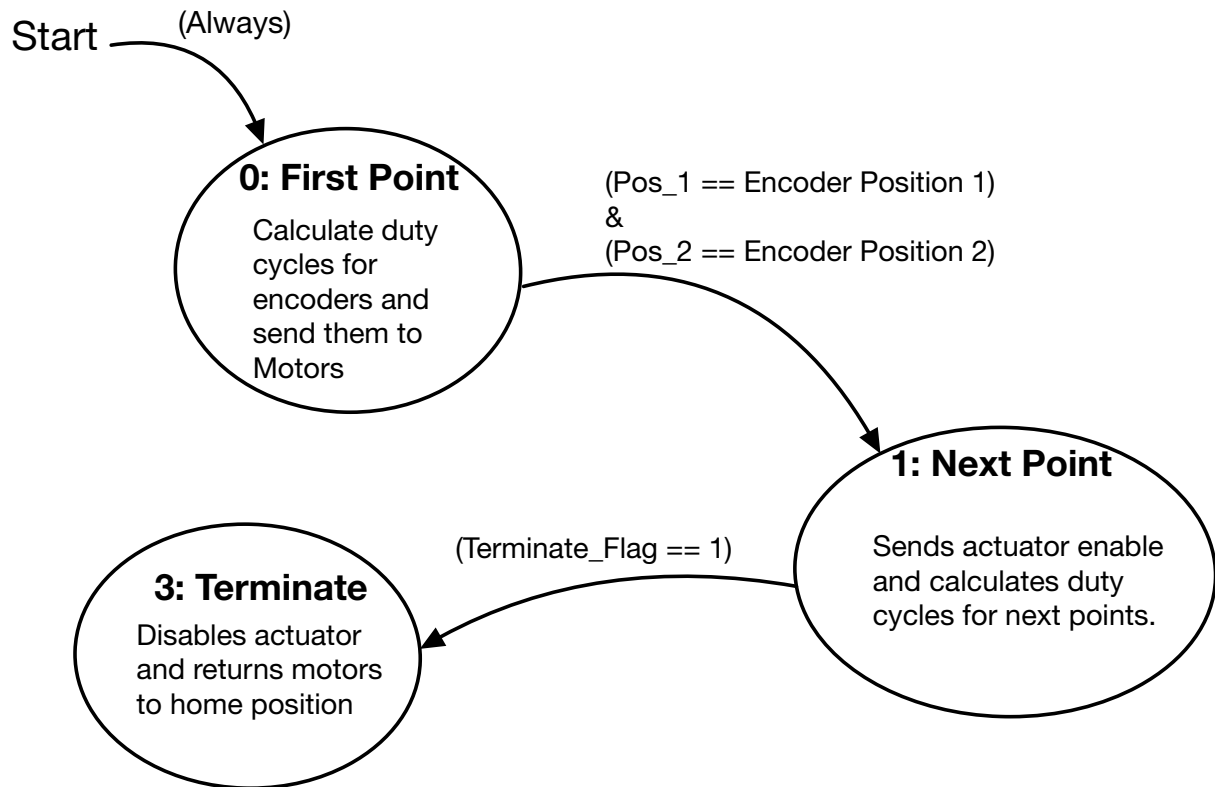 Start
(Always)
0: First Point
Calculate duty
cycles for
encoders and
send them to
Motors
(Pos_1 == Encoder Position 1)
&
(Pos_2 == Encoder Position 2)
1: Next Point
Sends actuator enable
and calculates duty
cycles for next points.
(Terminate_Flag == 1)
3: Terminate
Disables actuator
and returns motors
to home position